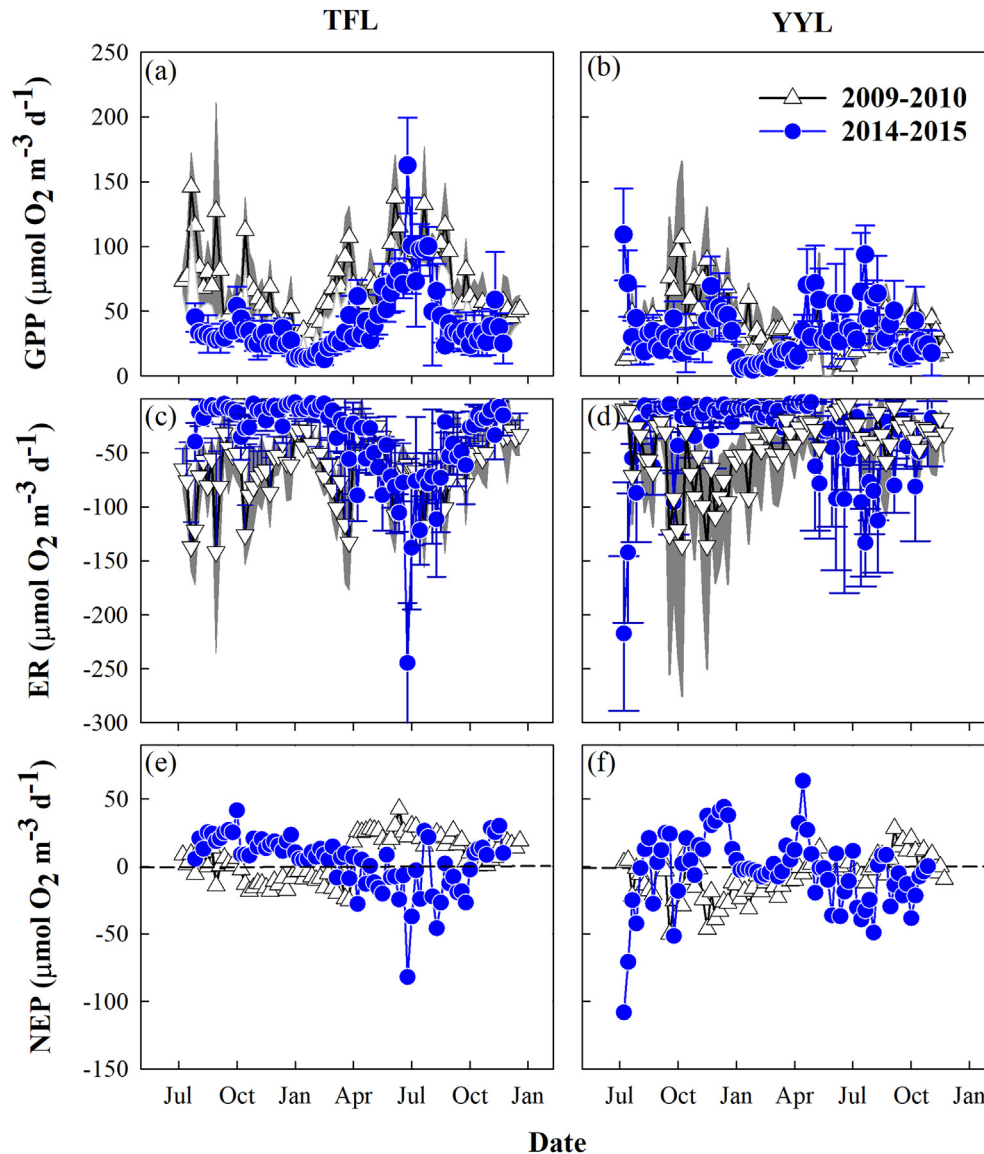 TFL
YYL
GPP (μmol O2 m-3 d-1)
250
200
150
100
50
0
(a)
(b)
2009-2010
2014-2015
ER (μmol O2 m-3 d-1)
-50
-100
-150
-200
-250
-300
(c)
(d)
NEP (μmol O2 m-3 d-1)
50
0
-50
-100
-150
(e)
(f)
Jul Oct Jan Apr Jul Oct Jan
Jul Oct Jan Apr Jul Oct Jan
Date